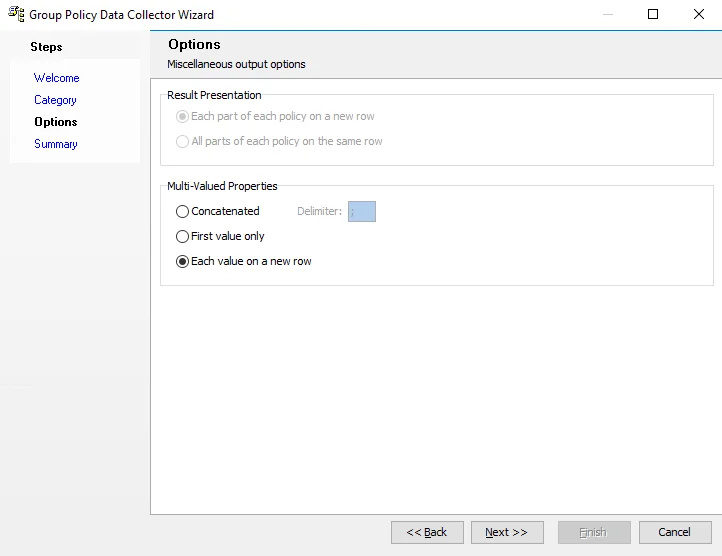 Group Policy Data Collector Wizard
Steps
Welcome
Category
Options
Summary
Options
Miscellaneous output options
Result Presentation
Each part of each policy on a new row
All parts of each policy on the same row
Multi-Valued Properties
Concatenated Delimiter: ;
First value only
Each value on a new row
<< Back Next >> Finish Cancel